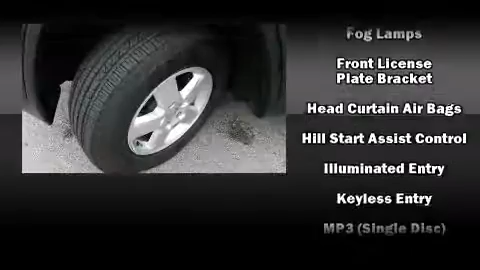 Fog Lamps
Front License
Plate Bracket
Head Curtain Air Bags
Hill Start Assist Control
Illuminated Entry
Keyless Entry
MP3 (Single Disc)